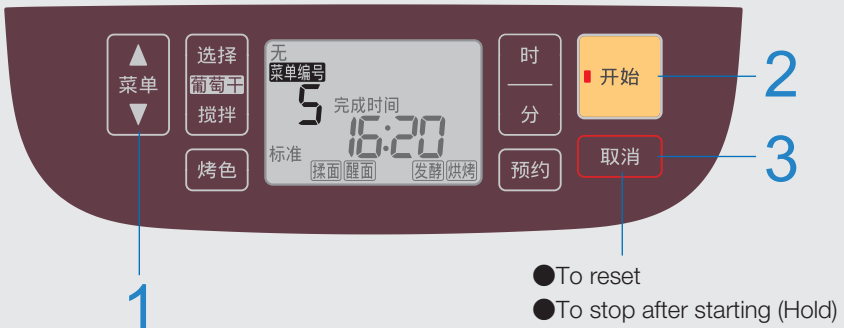 ▲
菜单
▼
选择
葡萄干
搅拌
烤色
无
菜单编号
5
完成时间
16:20
标准
揉面 醒面 发酵 烘烤
时
分
预约
开始
取消
1
2
3
●To reset
●To stop after starting (Hold)